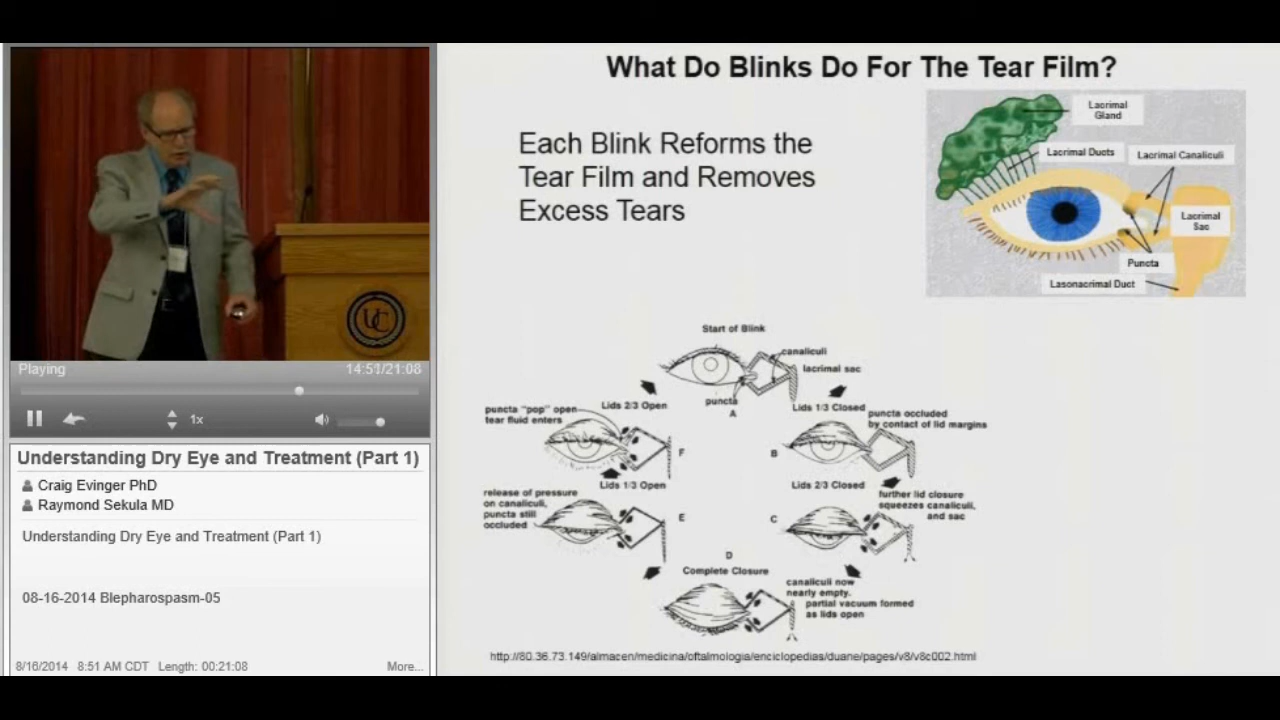 What Do Blinks Do For The Tear Film?
Each Blink Reforms the
Tear Film and Removes
Excess Tears
Lacrimal
Gland
Lacrimal Ducts
Lacrimal Canaliculi
Lacrimal
Sac
Puncta
Lasonacrimal Duct
Start of Blink
canaliculi
lacrimal sac
puncta
A
Lids 1/3 Closed
puncta occluded
by contact of lid margins
B
Lids 2/3 Closed
further lid closure
squeezes canaliculi,
and sac
C
D
Complete Closure
canaliculi now
nearly empty.
partial vacuum formed
as lids open
release of pressure
on canaliculi,
puncta still
occluded
Lids 1/3 Open
E
puncta "pop" open
tear fluid enters
Lids 2/3 Open
F
http://80.36.73.149/almacen/medicina/oftalmologia/enciclopedias/duane/pages/v8/v8c002.html
UC
Playing
14:51/21:08
1x
Understanding Dry Eye and Treatment (Part 1)
Craig Evinger PhD
Raymond Sekula MD
Understanding Dry Eye and Treatment (Part 1)
08-16-2014 Blepharospasm-05
8/16/2014 8:51 AM CDT Length: 00:21:08
More...